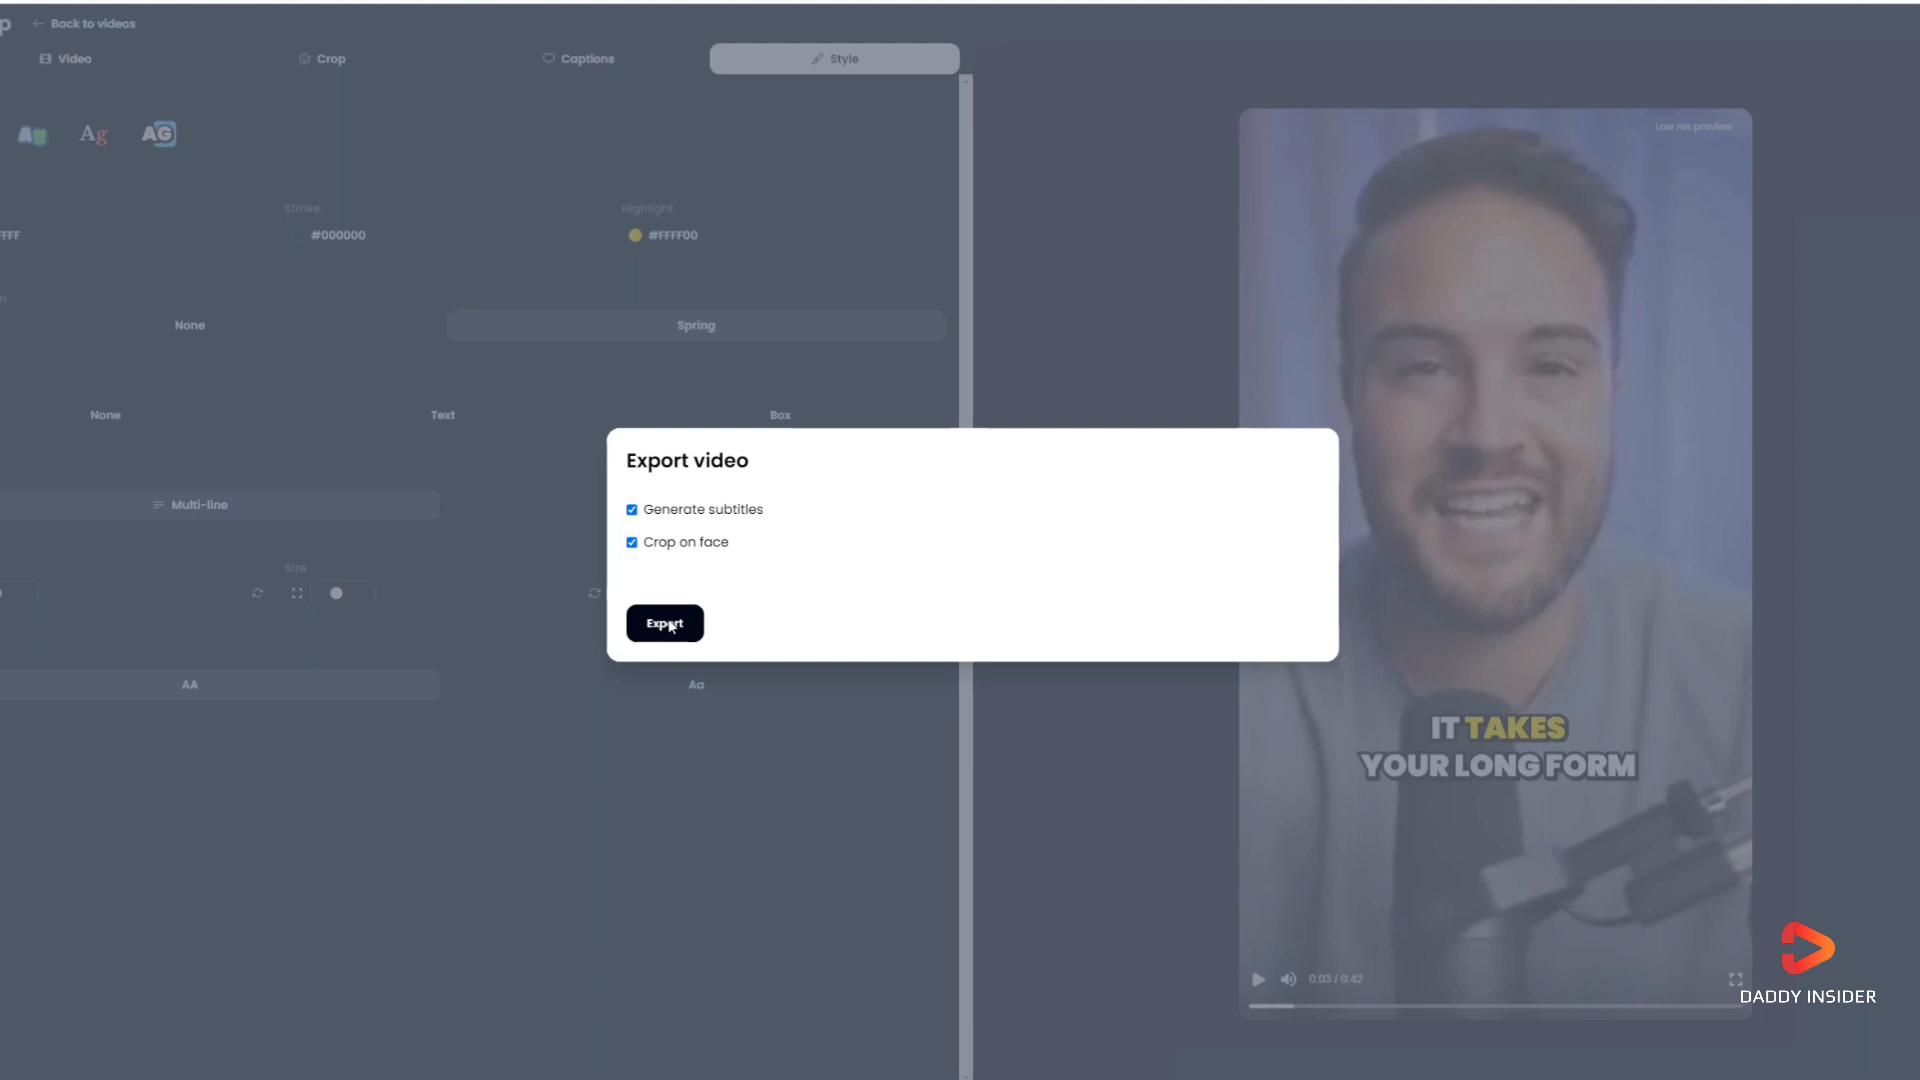 p
Back to videos
Video
Crop
Captions
Style
Low res preview
Ag
Ag
AG
Stroke
Highlight
FFF
#000000
#FFFF00
n
None
Spring
None
Text
Box
Export video
Multi-line
Generate subtitles
Crop on face
Size
Export
AA
Aa
IT TAKES
YOUR LONG FORM
0:03 / 0:42
DADDY INSIDER